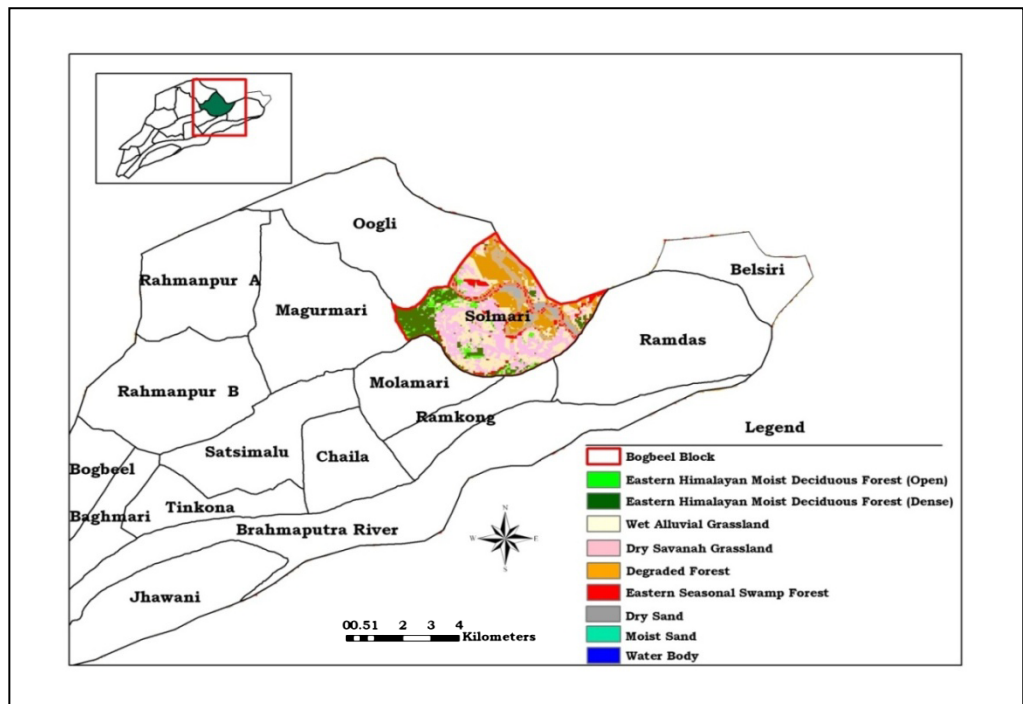 Oogli
Belsiri
Rahmanpur A
Magurmari
Solmari
Ramdas
Molamari
Rahmanpur B
Ramkong
Satsimalu
Chaila
Bogbeel
Tinkona
Baghmari
Brahmaputra River
Jhawani
N
W E
S
00.51 2 3 4
Kilometers
Legend
Bogbeel Block
Eastern Himalayan Moist Deciduous Forest (Open)
Eastern Himalayan Moist Deciduous Forest (Dense)
Wet Alluvial Grassland
Dry Savanah Grassland
Degraded Forest
Eastern Seasonal Swamp Forest
Dry Sand
Moist Sand
Water Body